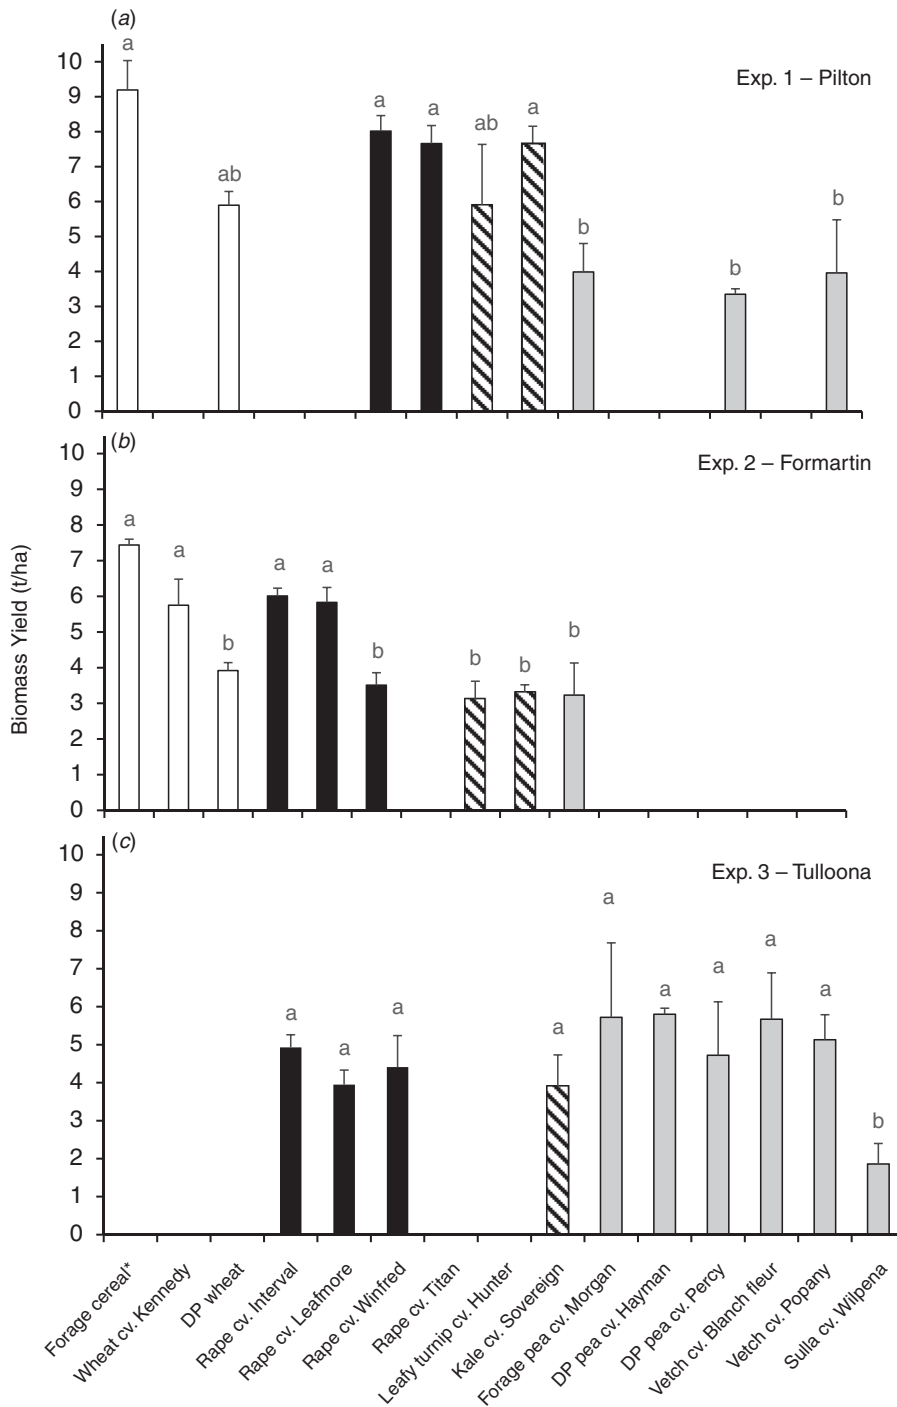 (a)
Exp. 1 – Pilton
10
9
8
7
6
5
4
3
2
1
0
a
ab
a
a
ab
a
b
b
b
(b)
Exp. 2 – Formartin
Biomass Yield (t/ha)
10
9
8
7
6
5
4
3
2
1
0
a
a
b
a
a
b
b
b
b
(c)
Exp. 3 – Tulloona
10
9
8
7
6
5
4
3
2
1
0
a
a
a
a
a
a
a
a
a
b
Forage cereal*
Wheat cv. Kennedy
DP wheat
Rape cv. Interval
Rape cv. Leafmore
Rape cv. Winfred
Rape cv. Titan
Leafy turnip cv. Hunter
Kale cv. Sovereign
Forage pea cv. Morgan
DP pea cv. Hayman
DP pea cv. Percy
Vetch cv. Blanch fleur
Vetch cv. Popany
Sulla cv. Wilpena